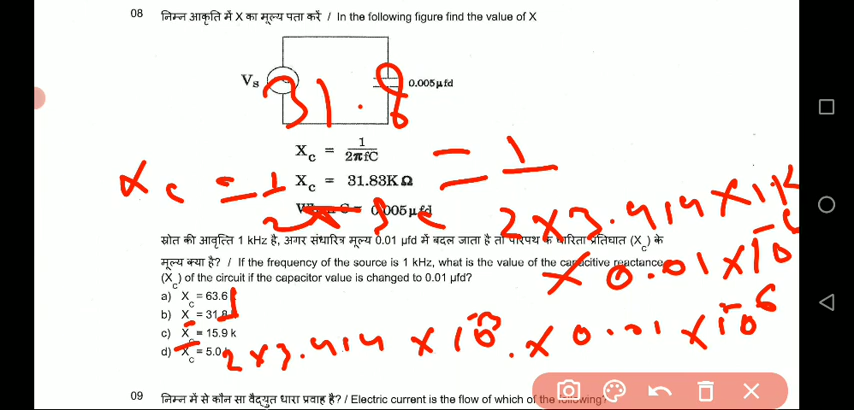 08 निम्न आकृति में X का मूल्य पता करें / In the following figure find the value of X
Vs 0.005µfd
31.8
Xc = 1/2πfC = 1
Xc = 31.83KΩ
Xc = 1
0.005µfd
2×3.414×1K
स्रोत की आवृत्ति 1 kHz है, अगर संधारित्र मूल्य 0.01 µfd में बदल जाता है तो परिपथ के धारिता प्रतिघात (Xc) के
मूल्य क्या है? / If the frequency of the source is 1 kHz, what is the value of the capacitive reactance
× 0.01×10⁻⁶
(Xc) of the circuit if the capacitor value is changed to 0.01 µfd?
a) Xc = 63.6
b) X = 31.8
c) X = 15.9 k
d) Xc = 5.0
2×3.414×10⁻³×0.01×10⁻⁶
09 निम्न में से कौन सा वैद्युत धारा प्रवाह है? / Electric current is the flow of which of the following?